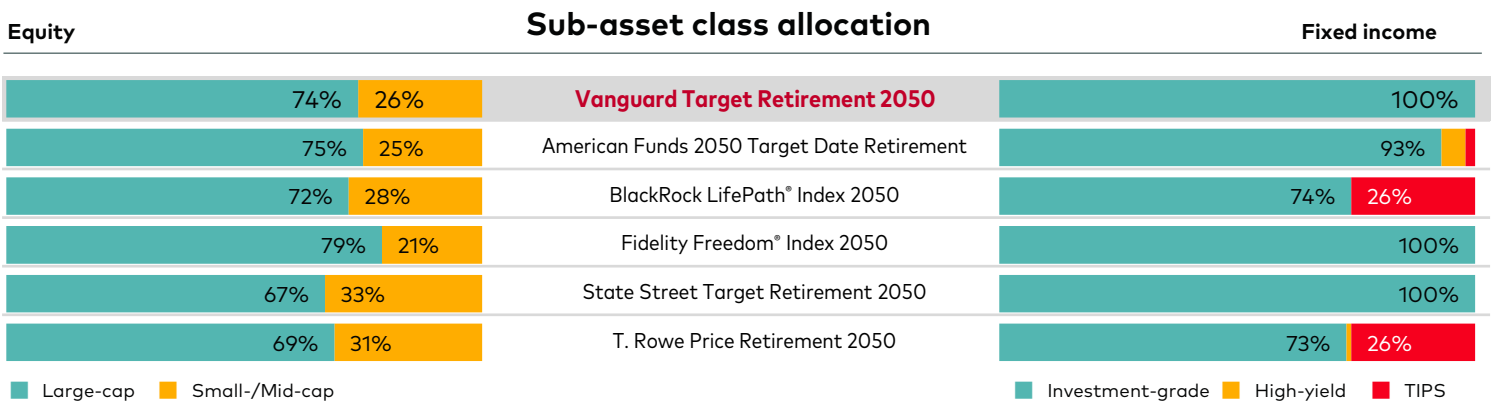 Sub-asset class allocation
Equity
Fixed income
74% 26% Vanguard Target Retirement 2050 100%
75% 25% American Funds 2050 Target Date Retirement 93%
72% 28% BlackRock LifePath® Index 2050 74% 26%
79% 21% Fidelity Freedom® Index 2050 100%
67% 33% State Street Target Retirement 2050 100%
69% 31% T. Rowe Price Retirement 2050 73% 26%
Large-cap Small-/Mid-cap Investment-grade High-yield TIPS